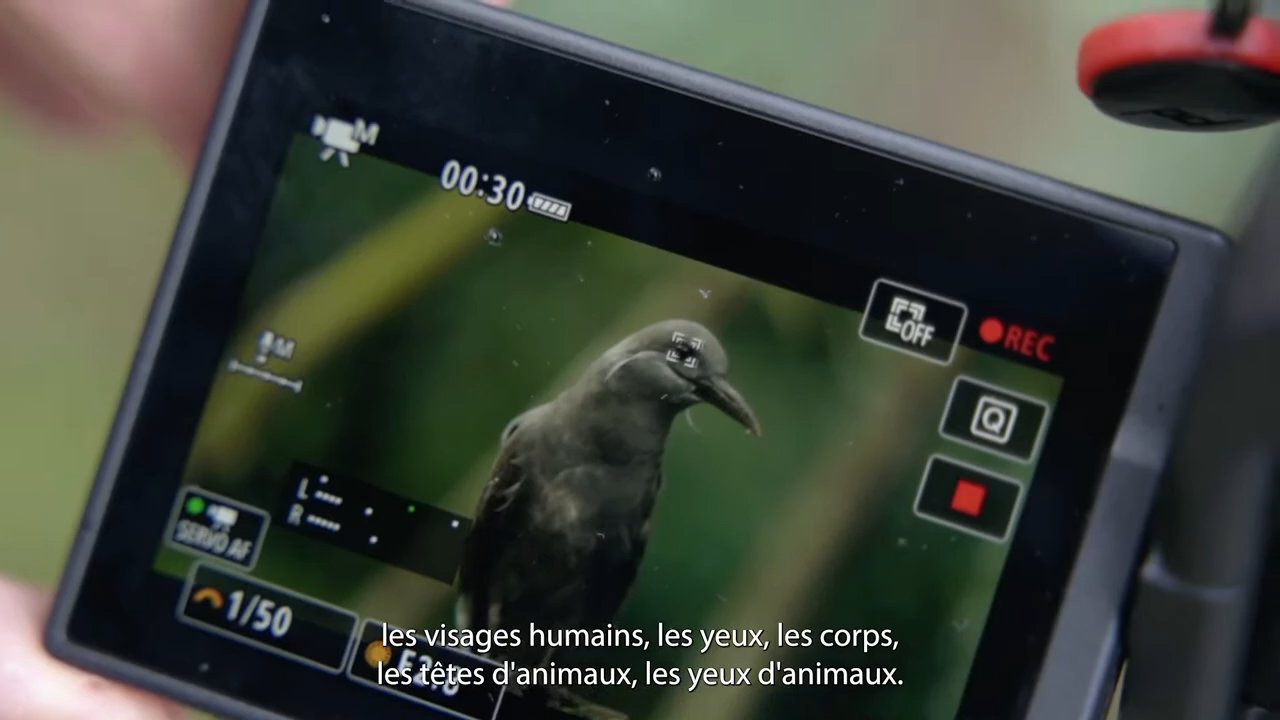 M
00:30
OFF
REC
M
Q
L
R
SERVO AF
1/50
les visages humains, les yeux, les corps,
les têtes d'animaux, les yeux d'animaux.